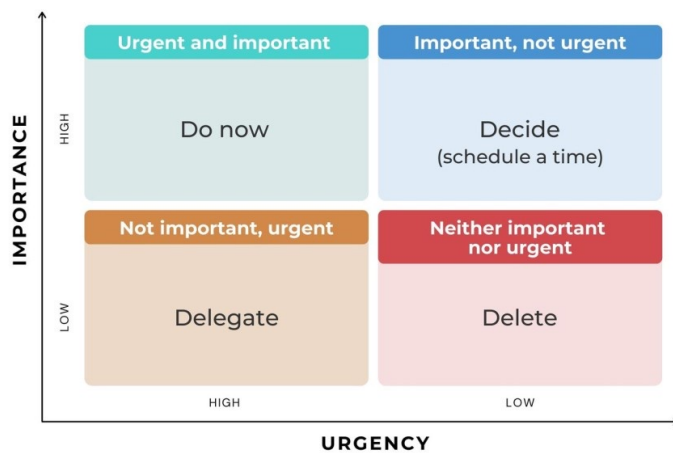 Urgent and important
Important, not urgent
IMPORTANCE
HIGH
Do now
Decide
(schedule a time)
Not important, urgent
Neither important
nor urgent
LOW
Delegate
Delete
HIGH
LOW
URGENCY